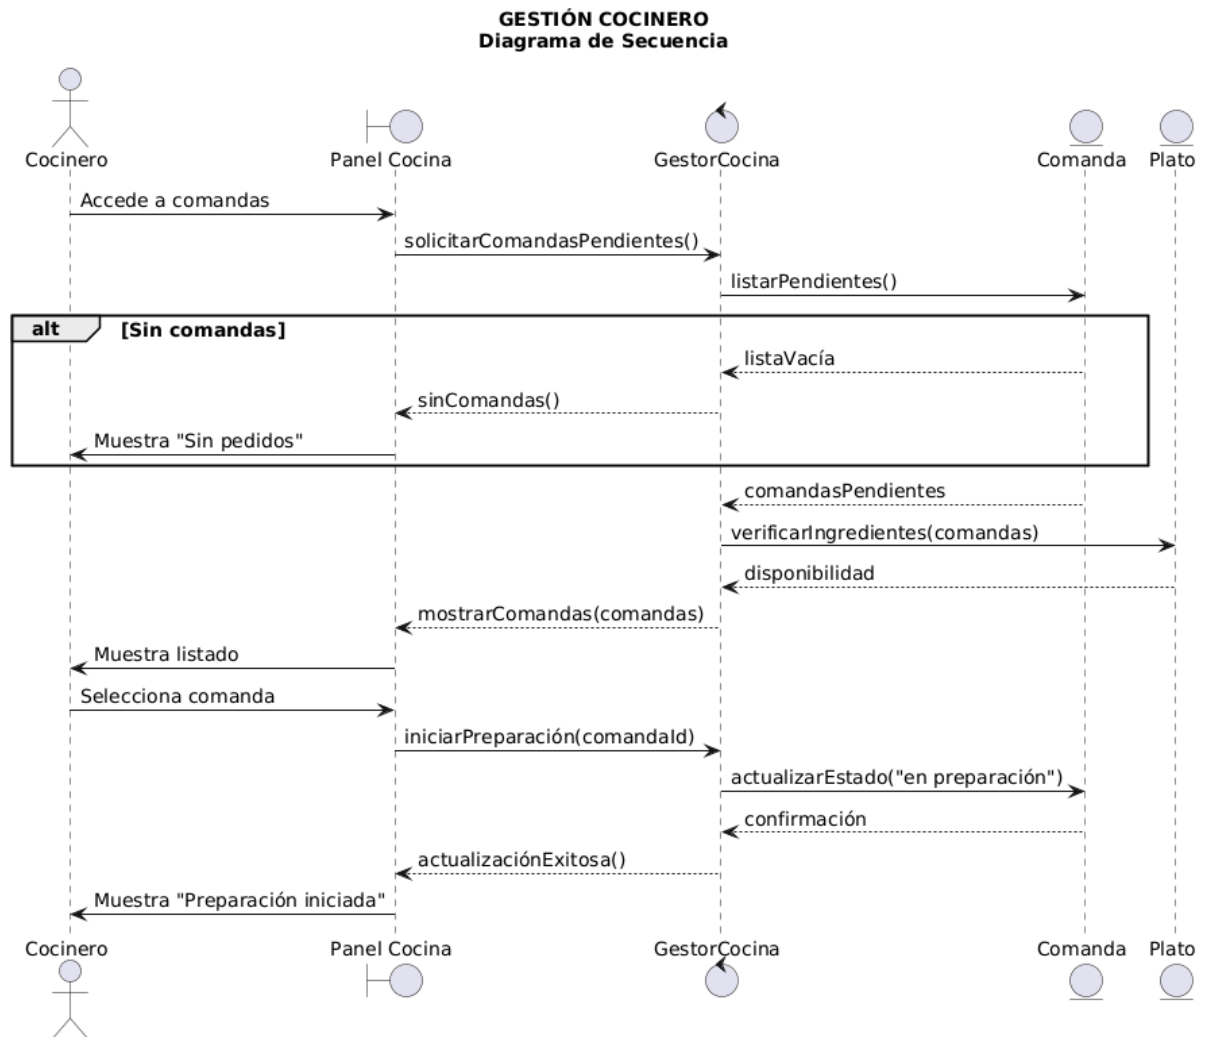 GESTIÓN COCINERO
Diagrama de Secuencia
Cocinero
Panel Cocina
GestorCocina
Comanda
Plato
Accede a comandas
solicitarComandasPendientes()
listarPendientes()
alt
[Sin comandas]
listaVacía
sinComandas()
Muestra "Sin pedidos"
comandasPendientes
verificarIngredientes(comandas)
disponibilidad
mostrarComandas(comandas)
Muestra listado
Selecciona comanda
iniciarPreparación(comandaId)
actualizarEstado("en preparación")
confirmación
actualizaciónExitosa()
Muestra "Preparación iniciada"
Cocinero
Panel Cocina
GestorCocina
Comanda
Plato